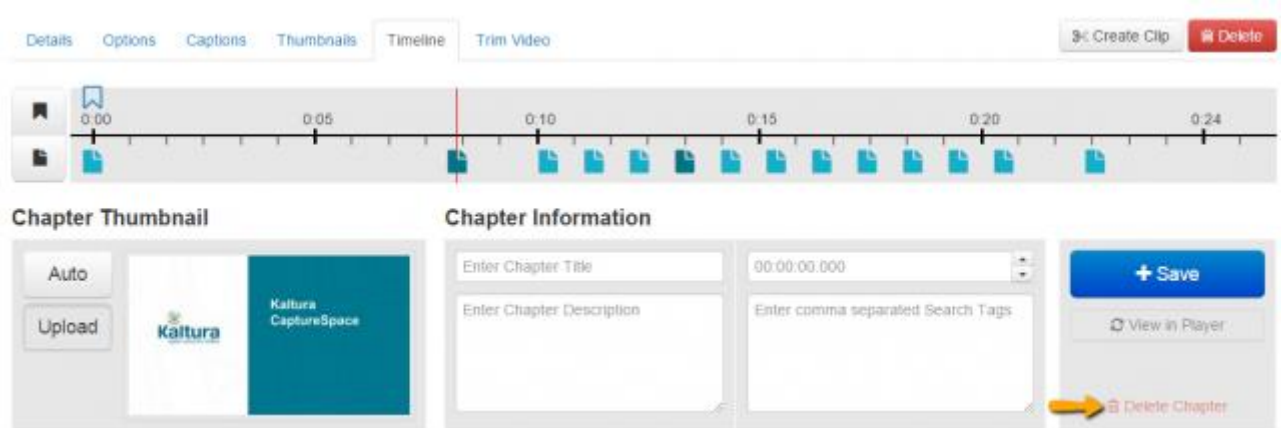 Details Options Captions Thumbnails Timeline Trim Video Create Clip Delete
0:00 0:05 0:10 0:15 0:20 0:24
Chapter Thumbnail
Chapter Information
Auto
Upload
Kaltura
Kaltura
CaptureSpace
Enter Chapter Title
00:00:00.000
Enter Chapter Description
Enter comma separated Search Tags
+ Save
View in Player
Delete Chapter